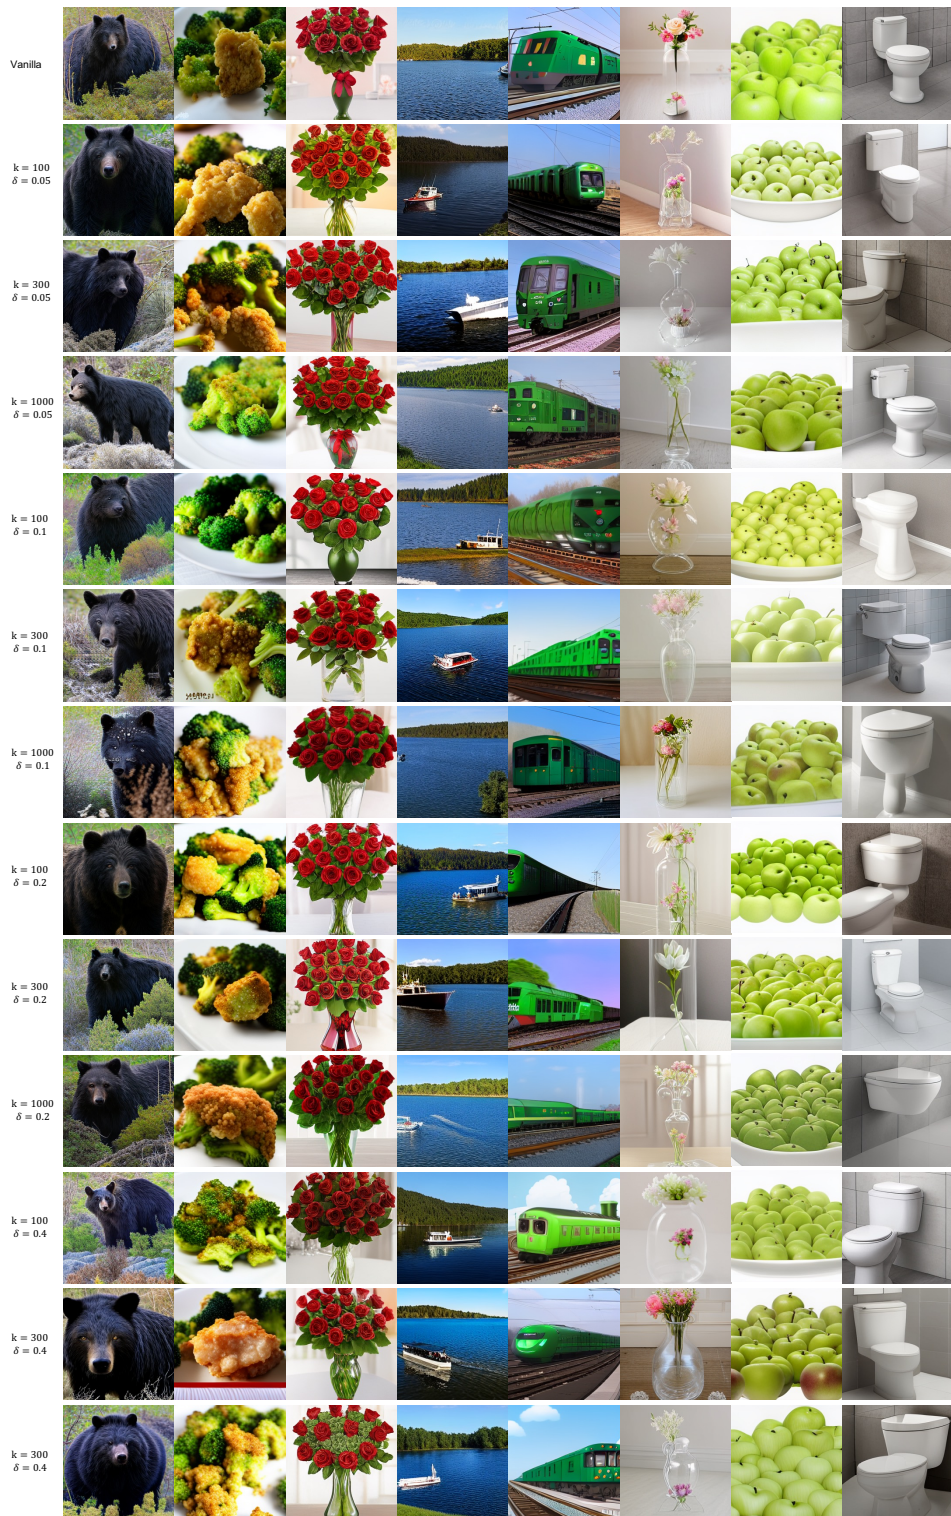 Vanilla
k = 100
δ = 0.05
k = 300
δ = 0.05
k = 1000
δ = 0.05
k = 100
δ = 0.1
k = 300
δ = 0.1
k = 1000
δ = 0.1
k = 100
δ = 0.2
k = 300
δ = 0.2
k = 1000
δ = 0.2
k = 100
δ = 0.4
k = 300
δ = 0.4
k = 300
δ = 0.4